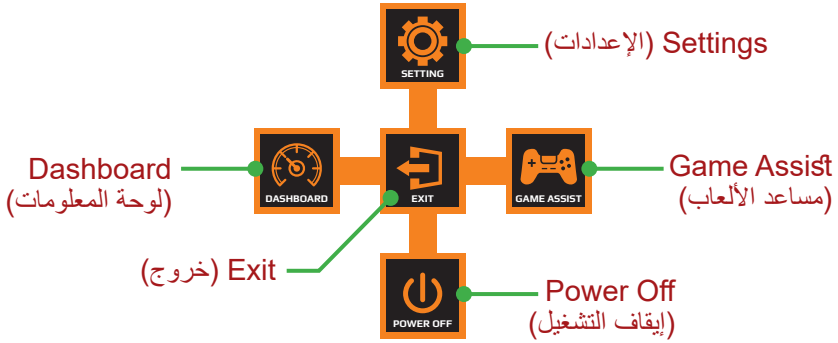 Settings (الإعدادات)
SETTING
Dashboard
(لوحة المعلومات)
DASHBOARD
EXIT
GAME ASSIST
Game Assist
(مساعد الألعاب)
Exit (خروج)
POWER OFF
Power Off
(إيقاف التشغيل)